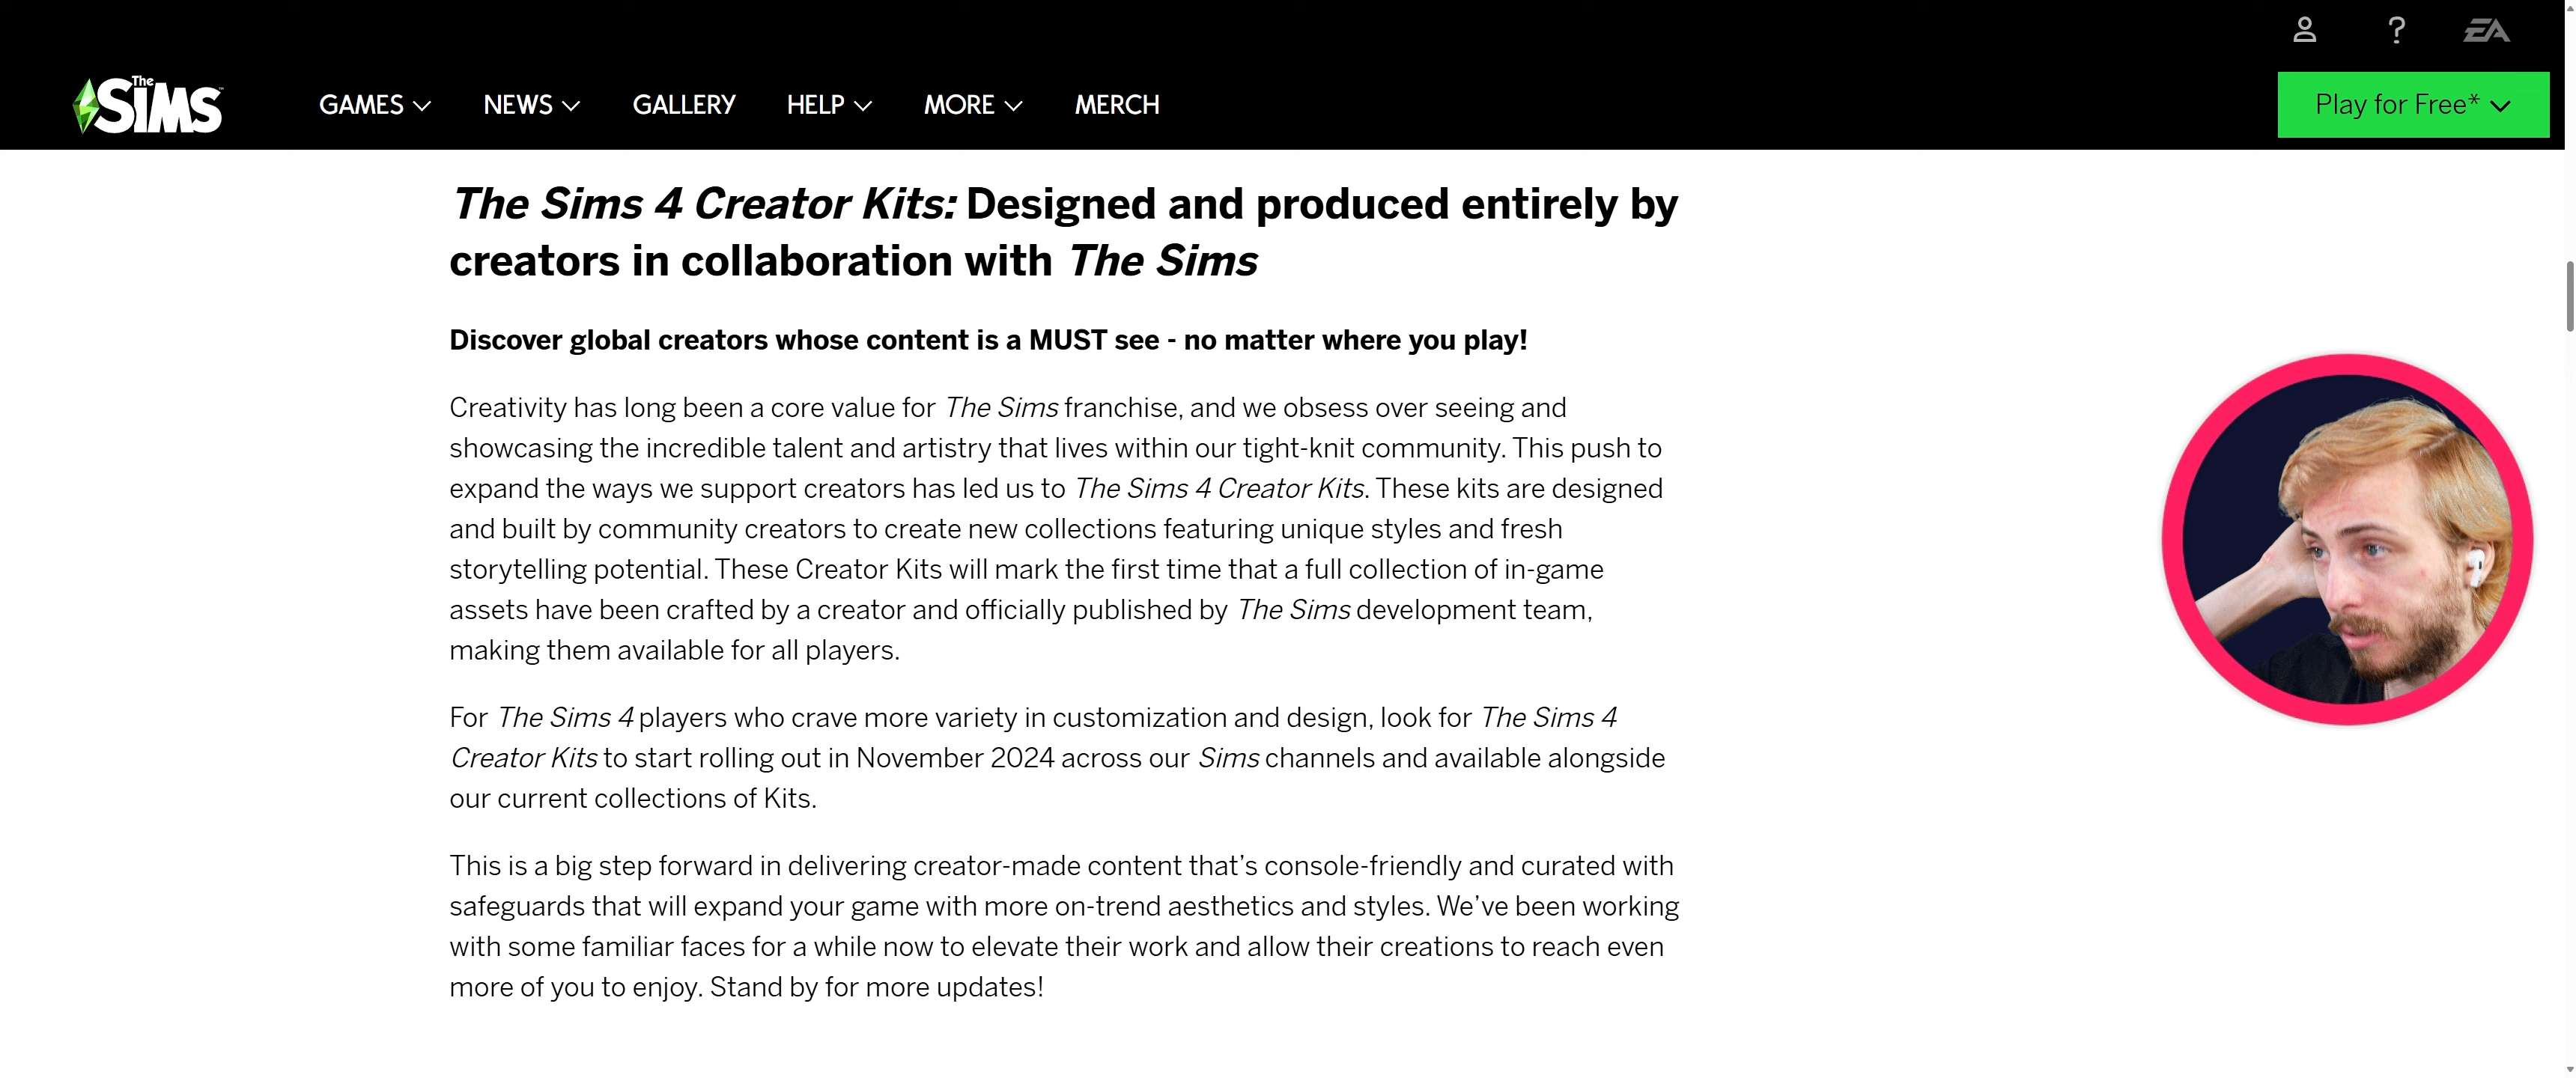 EA
The SIMS
GAMES NEWS GALLERY HELP MORE MERCH Play for Free*
The Sims 4 Creator Kits: Designed and produced entirely by
creators in collaboration with The Sims
Discover global creators whose content is a MUST see - no matter where you play!
Creativity has long been a core value for The Sims franchise, and we obsess over seeing and
showcasing the incredible talent and artistry that lives within our tight-knit community. This push to
expand the ways we support creators has led us to The Sims 4 Creator Kits. These kits are designed
and built by community creators to create new collections featuring unique styles and fresh
storytelling potential. These Creator Kits will mark the first time that a full collection of in-game
assets have been crafted by a creator and officially published by The Sims development team,
making them available for all players.
For The Sims 4 players who crave more variety in customization and design, look for The Sims 4
Creator Kits to start rolling out in November 2024 across our Sims channels and available alongside
our current collections of Kits.
This is a big step forward in delivering creator-made content that’s console-friendly and curated with
safeguards that will expand your game with more on-trend aesthetics and styles. We’ve been working
with some familiar faces for a while now to elevate their work and allow their creations to reach even
more of you to enjoy. Stand by for more updates!